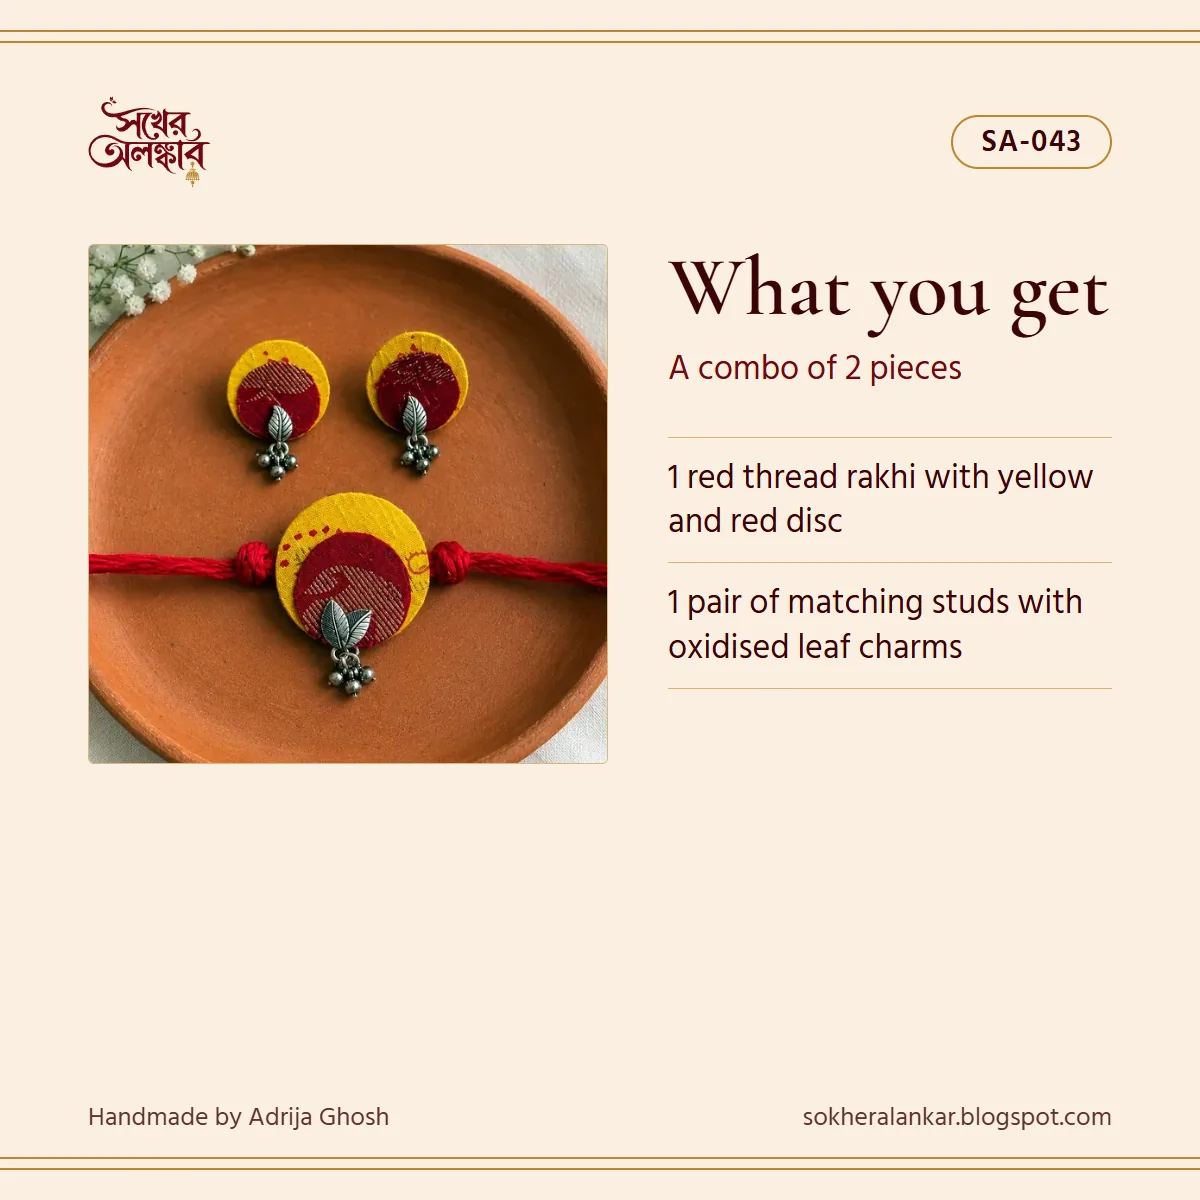 সখের
অলঙ্কার
SA-043
What you get
A combo of 2 pieces
1 red thread rakhi with yellow
and red disc
1 pair of matching studs with
oxidised leaf charms
Handmade by Adrija Ghosh
sokheralankar.blogspot.com